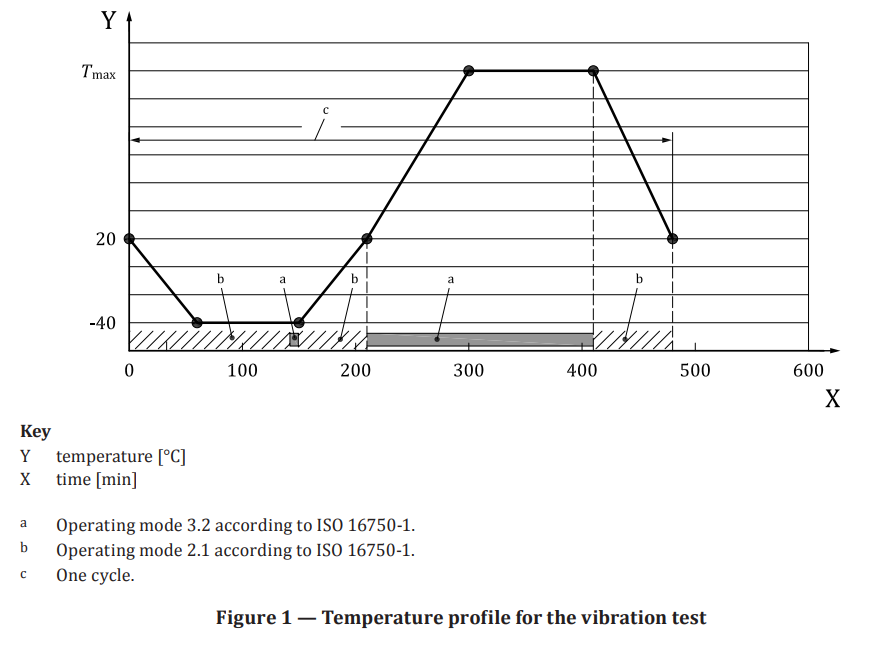 Y
Tmax
c
20
b a b a b
-40
0 100 200 300 400 500 600
X
Key
Y temperature [°C]
X time [min]
a Operating mode 3.2 according to ISO 16750-1.
b Operating mode 2.1 according to ISO 16750-1.
c One cycle.
Figure 1 — Temperature profile for the vibration test